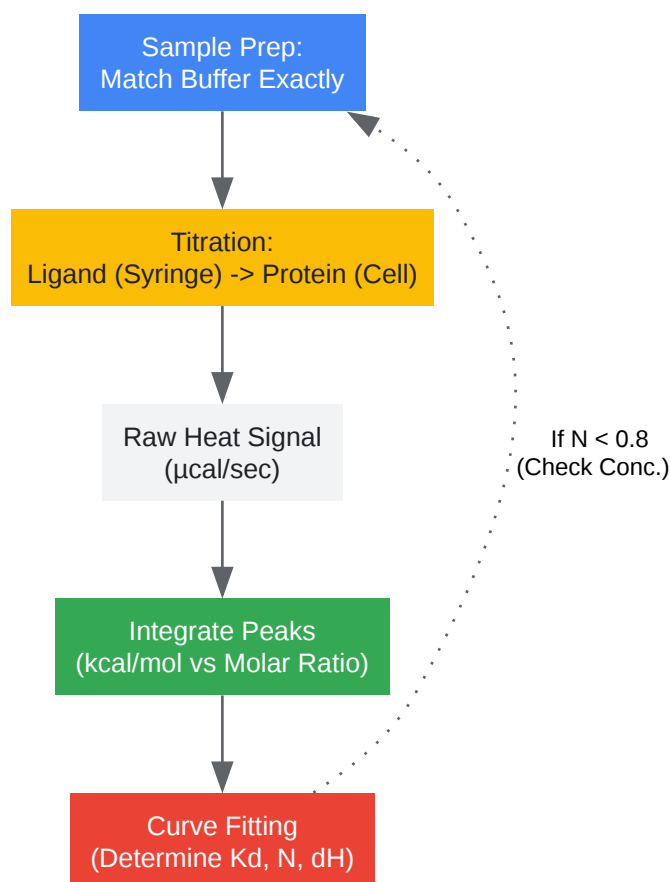 Sample Prep:
Match Buffer Exactly
Titration:
Ligand (Syringe) -> Protein (Cell)
Raw Heat Signal
(µcal/sec)
If N < 0.8
(Check Conc.)
Integrate Peaks
(kcal/mol vs Molar Ratio)
Curve Fitting
(Determine Kd, N, dH)